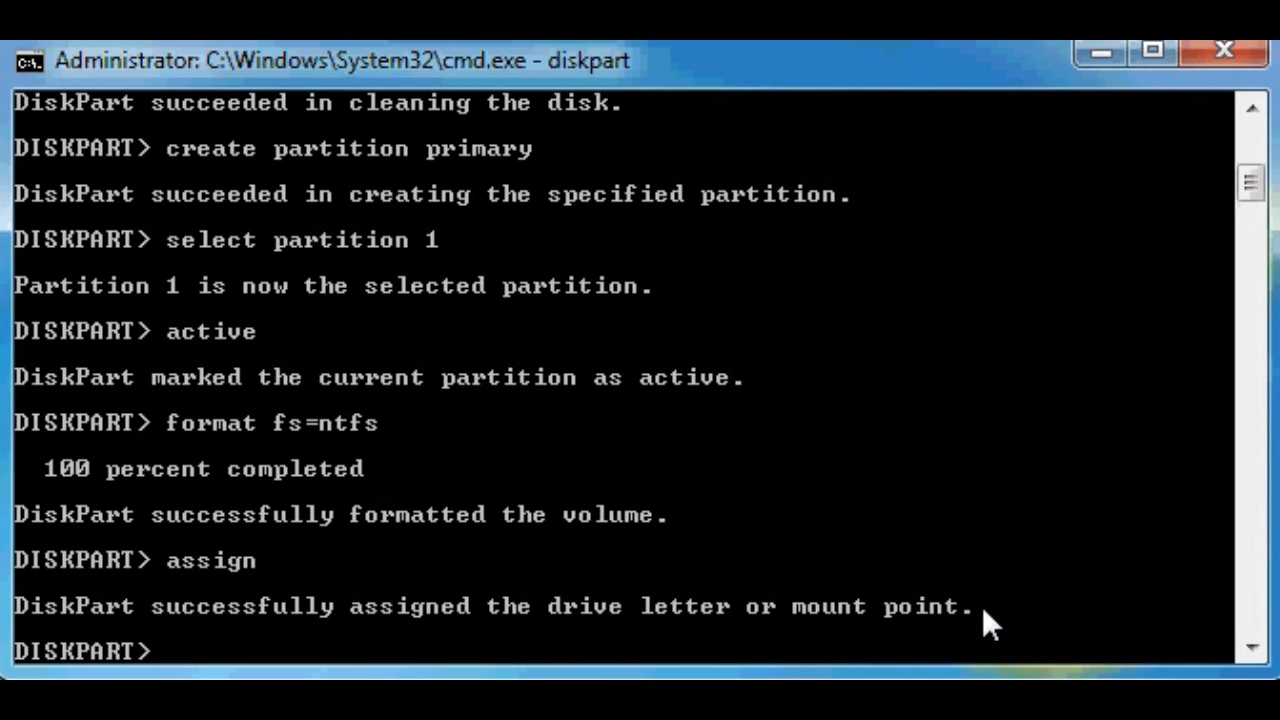 Administrator: C:\Windows\System32\cmd.exe - diskpart
DiskPart succeeded in cleaning the disk.
DISKPART> create partition primary
DiskPart succeeded in creating the specified partition.
DISKPART> select partition 1
Partition 1 is now the selected partition.
DISKPART> active
DiskPart marked the current partition as active.
DISKPART> format fs=ntfs
100 percent completed
DiskPart successfully formatted the volume.
DISKPART> assign
DiskPart successfully assigned the drive letter or mount point.
DISKPART>